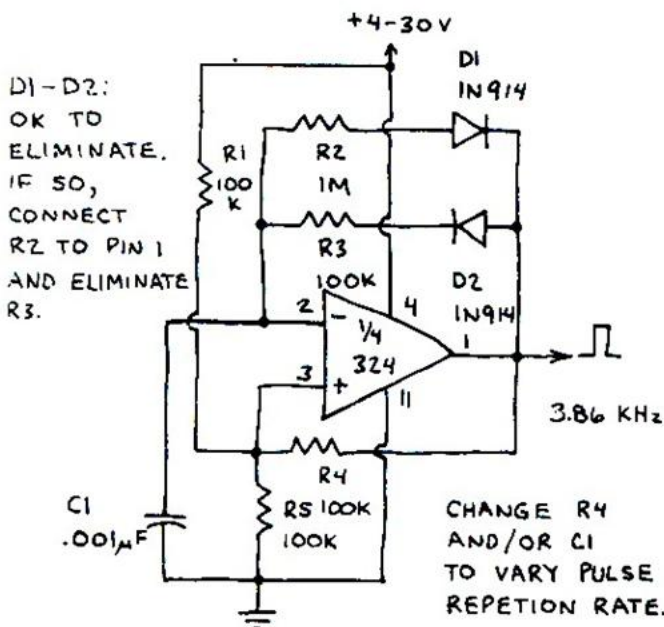 +4-30V
D1-D2:
OK TO
ELIMINATE.
IF SO,
CONNECT
R2 TO PIN 1
AND ELIMINATE
R3.
R1
100
K
R2
1M
D1
1N914
R3
100K
D2
1N914
2
-
1/4
324
3
+
4
11
1
3.86 KHz
R4
100K
R5
100K
C1
.001µF
CHANGE R4
AND/OR C1
TO VARY PULSE
REPETION RATE.